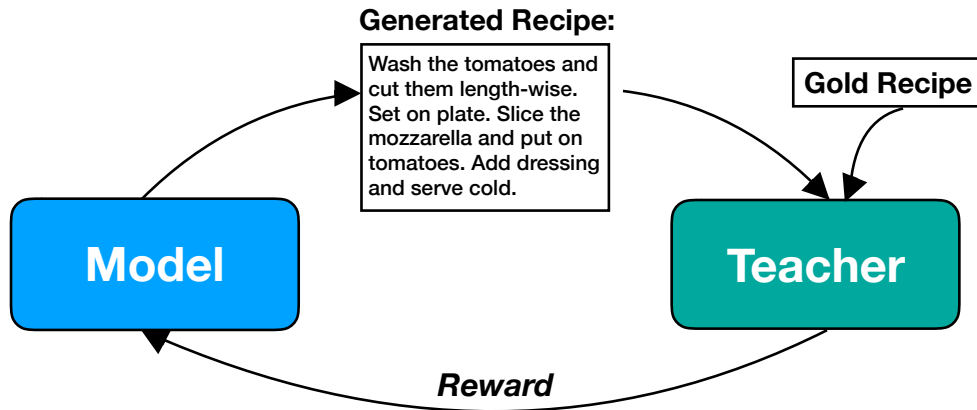 Generated Recipe:
Wash the tomatoes and
cut them length-wise.
Set on plate. Slice the
mozzarella and put on
tomatoes. Add dressing
and serve cold.
Gold Recipe
Model
Teacher
Reward